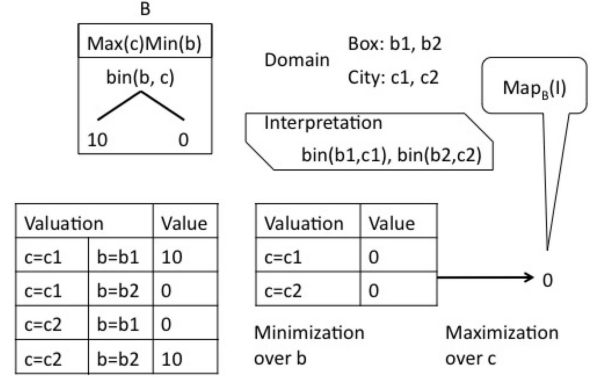 B
Max(c)Min(b)
bin(b, c)
10 0
Domain
Box: b1, b2
City: c1, c2
Map_B(I)
Interpretation
bin(b1,c1), bin(b2,c2)
Valuation Value
c=c1 b=b1 10
c=c1 b=b2 0
c=c2 b=b1 0
c=c2 b=b2 10
Valuation Value
c=c1 0
c=c2 0
0
Minimization
over b
Maximization
over c